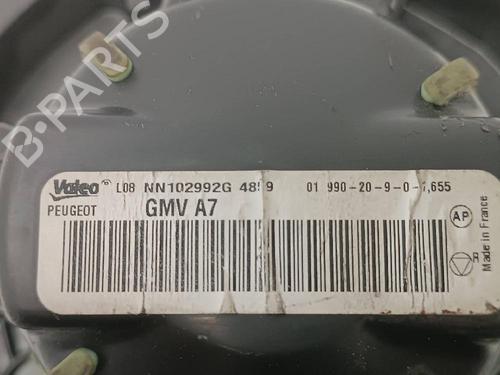 B-PARTS
Valeo L08 NN102992G 4859 01 990-20-9-0-1,655
PEUGEOT GMV A7
AP
R
Made in France